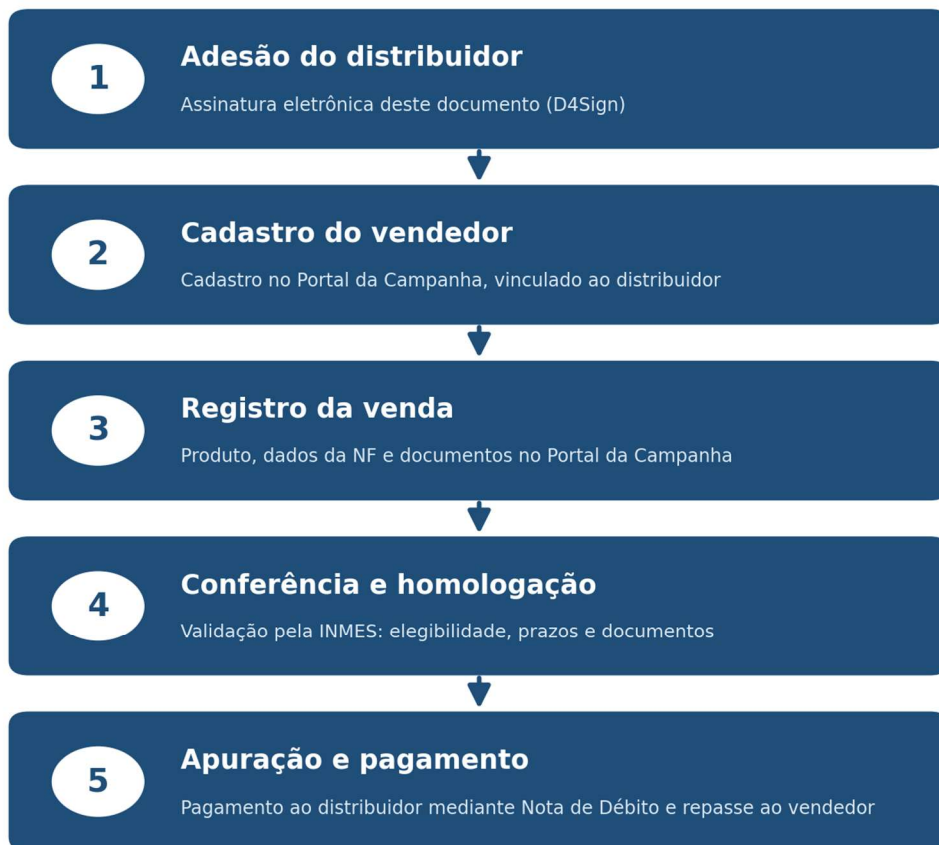 1
Adesão do distribuidor
Assinatura eletrônica deste documento (D4Sign)
2
Cadastro do vendedor
Cadastro no Portal da Campanha, vinculado ao distribuidor
3
Registro da venda
Produto, dados da NF e documentos no Portal da Campanha
4
Conferência e homologação
Validação pela INMES: elegibilidade, prazos e documentos
5
Apuração e pagamento
Pagamento ao distribuidor mediante Nota de Débito e repasse ao vendedor